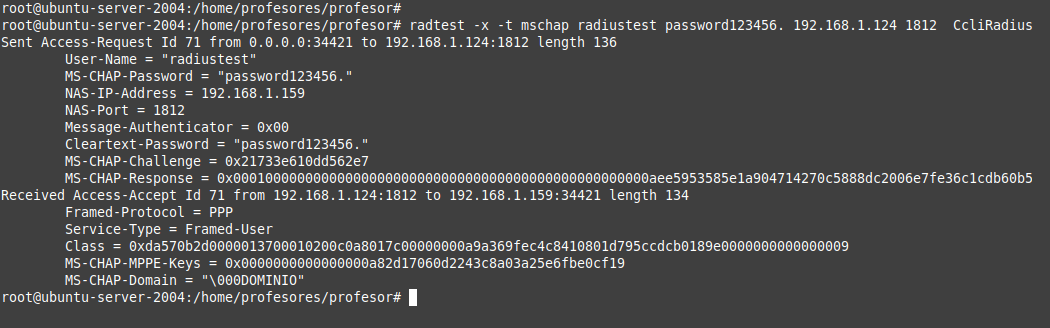 root@ubuntu-server-2004:/home/profesores/profesor#
root@ubuntu-server-2004:/home/profesores/profesor# radtest -x -t mschap radiustest password123456. 192.168.1.124 1812  CcliRadius
Sent Access-Request Id 71 from 0.0.0.0:34421 to 192.168.1.124:1812 length 136
User-Name = "radiustest"
MS-CHAP-Password = "password123456."
NAS-IP-Address = 192.168.1.159
NAS-Port = 1812
Message-Authenticator = 0x00
Cleartext-Password = "password123456."
MS-CHAP-Challenge = 0x21733e610dd562e7
MS-CHAP-Response = 0x00010000000000000000000000000000000000000000000000000000aee5953585e1a904714270c5888dc2006e7fe36c1cdb60b5
Received Access-Accept Id 71 from 192.168.1.124:1812 to 192.168.1.159:34421 length 134
Framed-Protocol = PPP
Service-Type = Framed-User
Class = 0xda570b2d0000013700010200c0a8017c00000000a9a369fec4c8410801d795ccdcb0189e0000000000000009
MS-CHAP-MPPE-Keys = 0x0000000000000000a82d17060d2243c8a03a25e6fbe0cf19
MS-CHAP-Domain = "\000DOMINIO"
root@ubuntu-server-2004:/home/profesores/profesor#